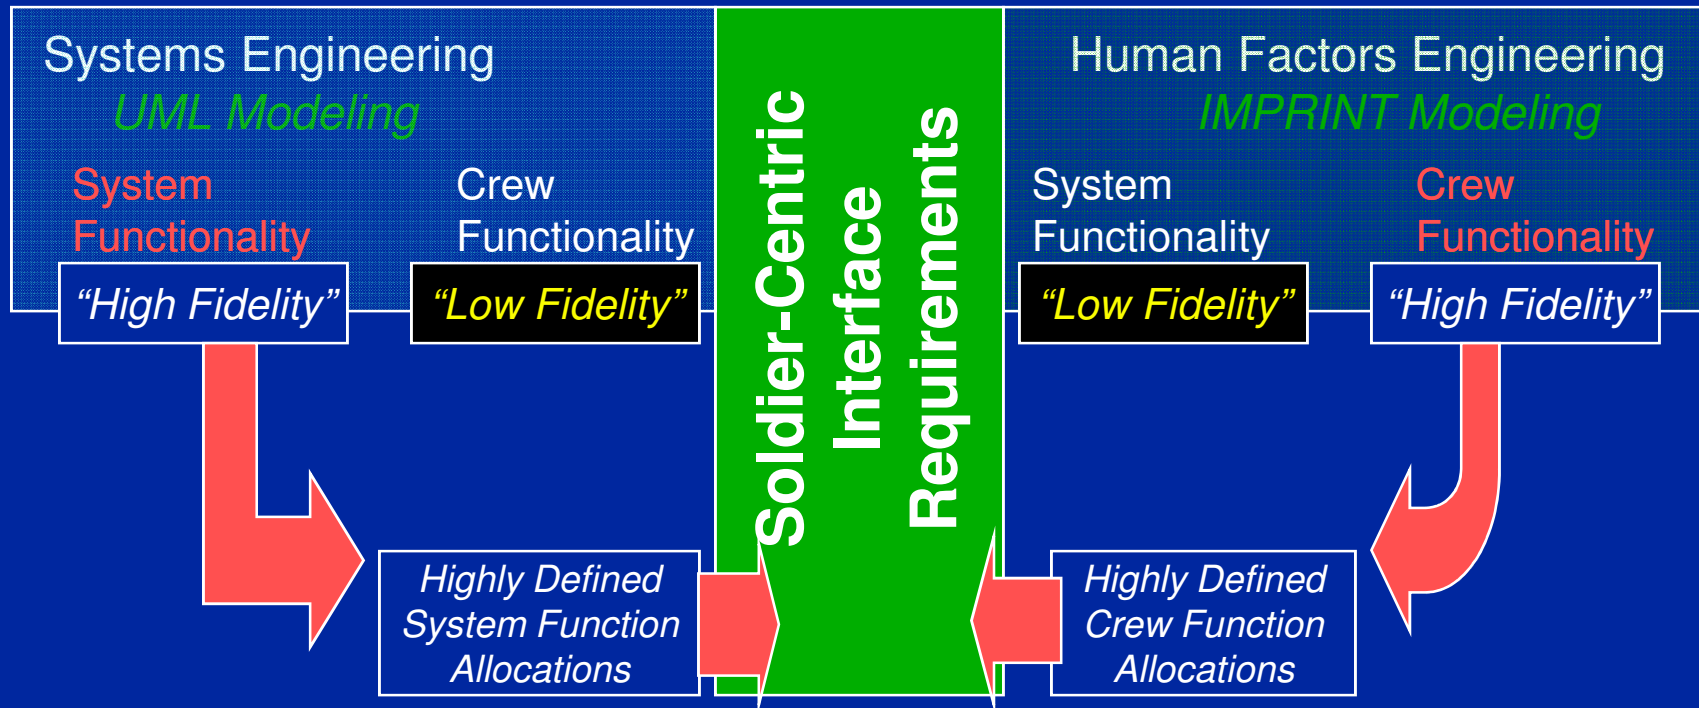 Systems Engineering
UML Modeling
System
Functionality
Crew
Functionality
“High Fidelity”
“Low Fidelity”
Highly Defined
System Function
Allocations
Soldier-Centric
Interface
Requirements
Human Factors Engineering
IMPRINT Modeling
System
Functionality
Crew
Functionality
“Low Fidelity”
“High Fidelity”
Highly Defined
Crew Function
Allocations